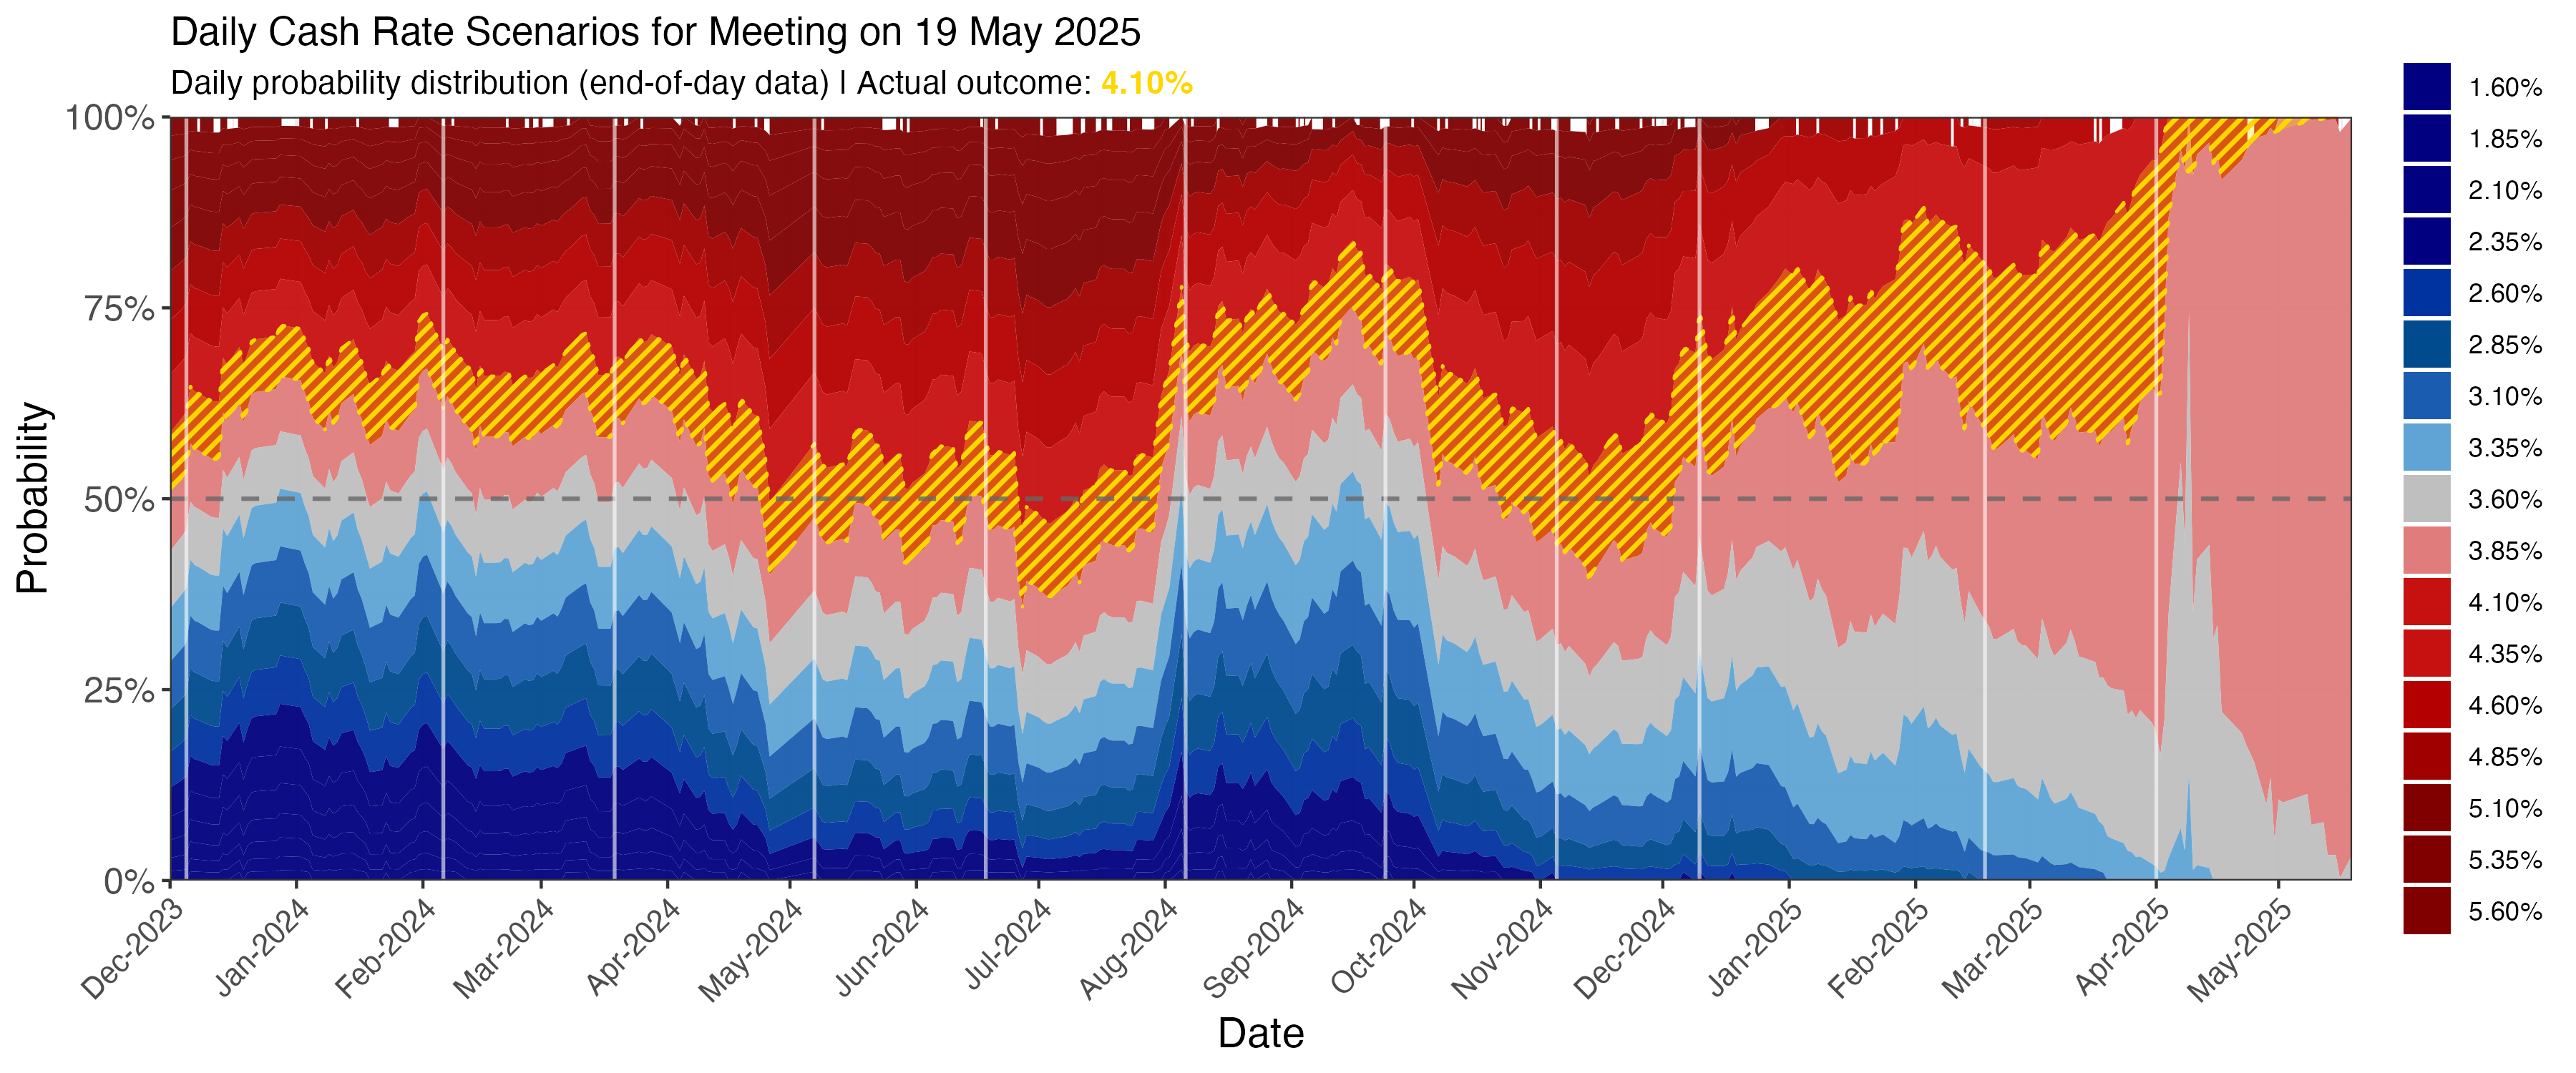 Daily Cash Rate Scenarios for Meeting on 19 May 2025
Daily probability distribution (end-of-day data) | Actual outcome: 4.10%
100%
75%
50%
25%
0%
Probability
Dec-2023
Jan-2024
Feb-2024
Mar-2024
Apr-2024
May-2024
Jun-2024
Jul-2024
Aug-2024
Sep-2024
Oct-2024
Nov-2024
Dec-2024
Jan-2025
Feb-2025
Mar-2025
Apr-2025
May-2025
Date
1.60%
1.85%
2.10%
2.35%
2.60%
2.85%
3.10%
3.35%
3.60%
3.85%
4.10%
4.35%
4.60%
4.85%
5.10%
5.35%
5.60%